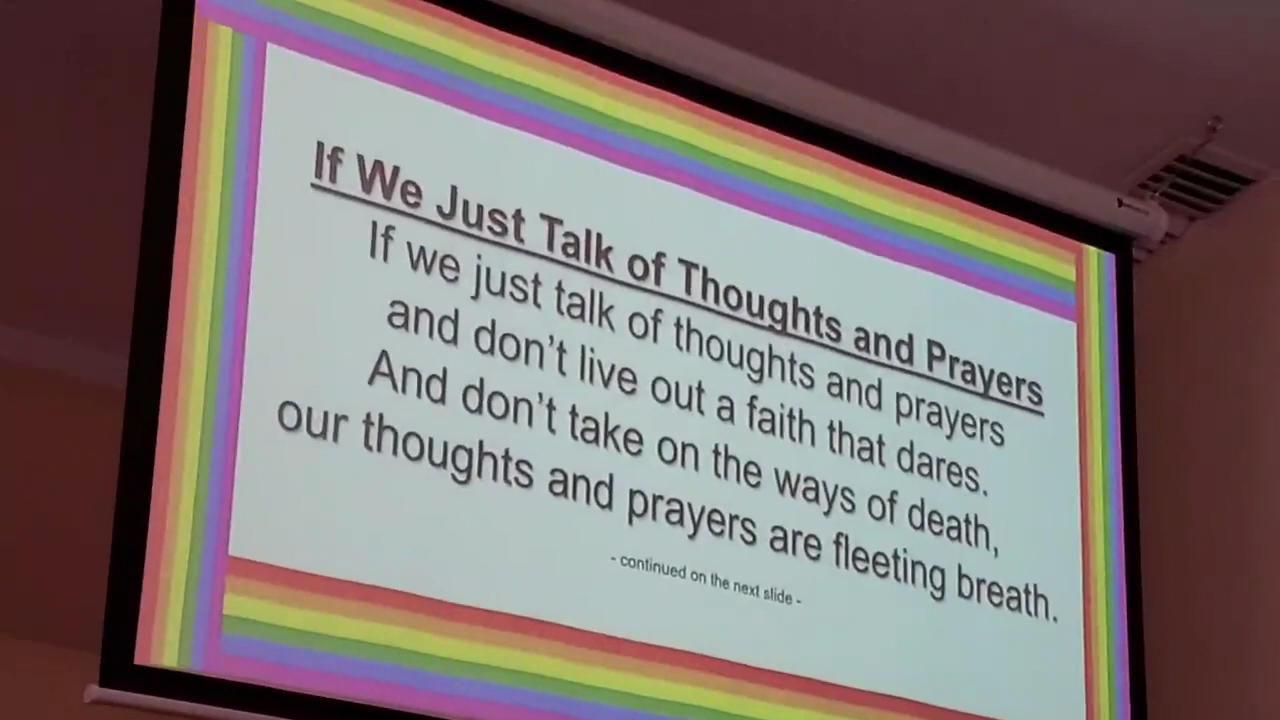 If We Just Talk of Thoughts and Prayers
If we just talk of thoughts and prayers
and don't live out a faith that dares.
And don't take on the ways of death,
our thoughts and prayers are fleeting breath.
- continued on the next slide -